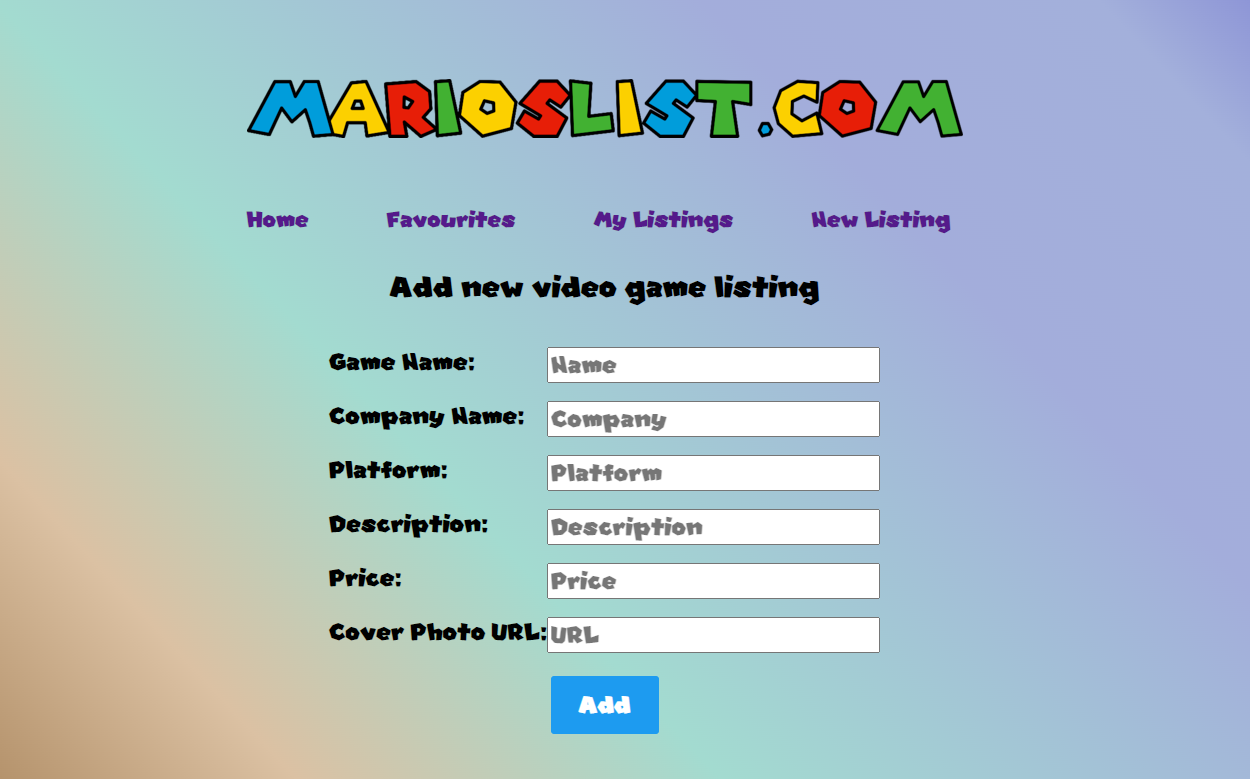 MARIOSLIST.COM
Home Favourites My Listings New Listing
Add new video game listing
Game Name: Name
Company Name: Company
Platform: Platform
Description: Description
Price: Price
Cover Photo URL: URL
Add